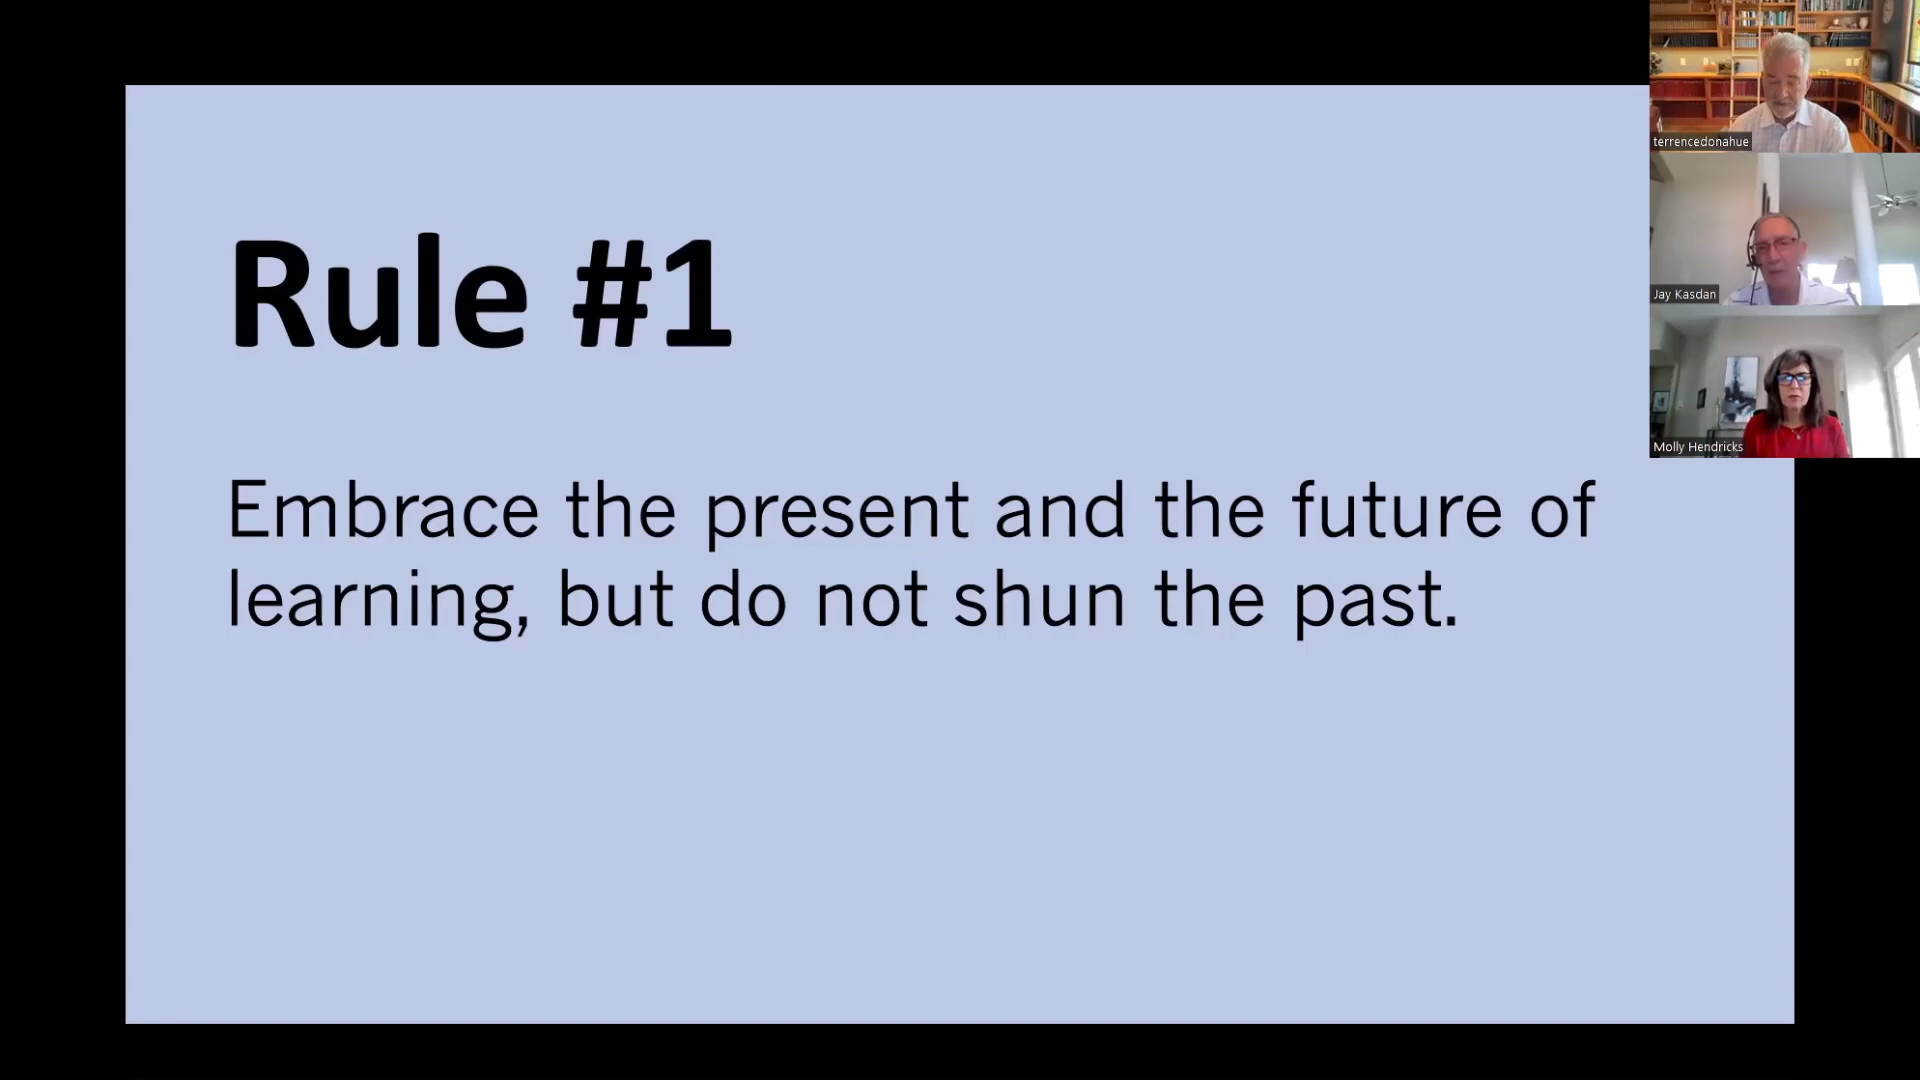 Rule #1
Embrace the present and the future of
learning, but do not shun the past.
terrencedonahue
Jay Kasdan
Molly Hendricks